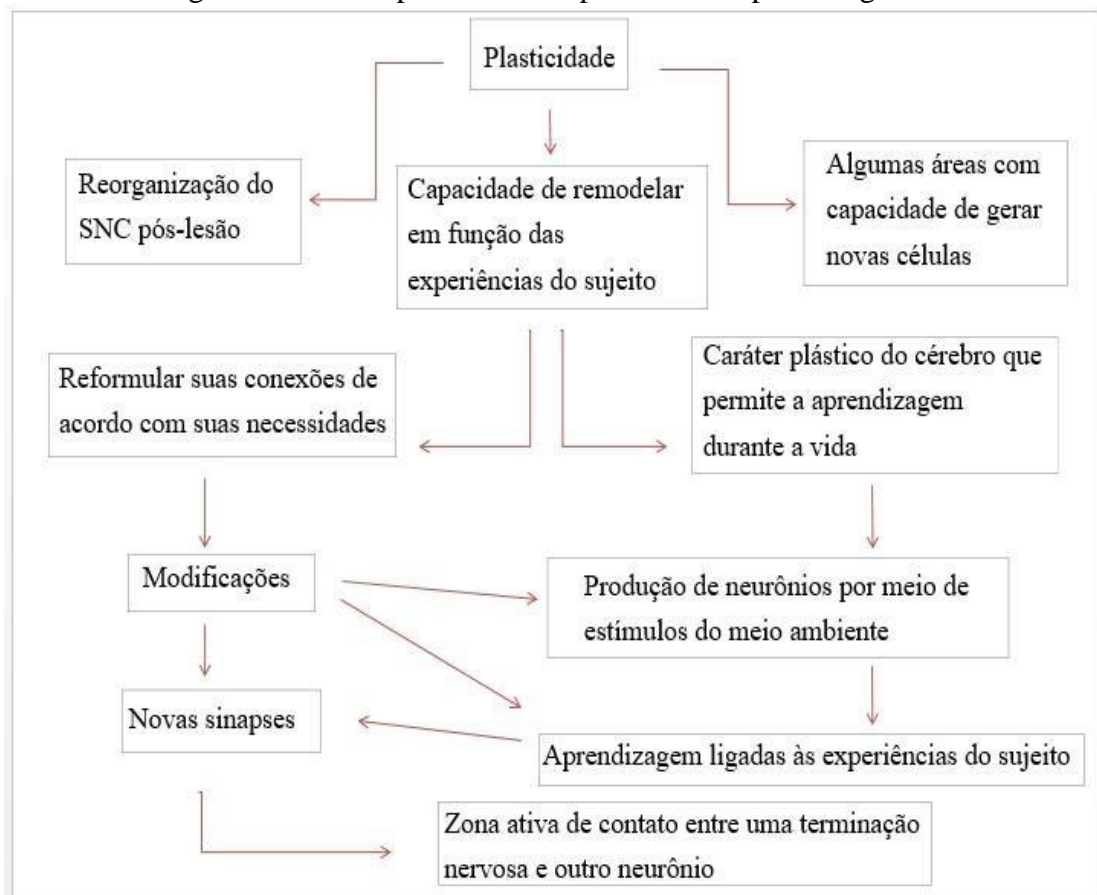 Plasticidade
Reorganização do
SNC pós-lesão
Capacidade de remodelar
em função das
experiências do sujeito
Algumas áreas com
capacidade de gerar
novas células
Reformular suas conexões de
acordo com suas necessidades
Caráter plástico do cérebro que
permite a aprendizagem
durante a vida
Modificações
Produção de neurônios por meio de
estímulos do meio ambiente
Novas sinapses
Aprendizagem ligadas às experiências do sujeito
Zona ativa de contato entre uma terminação
nervosa e outro neurônio